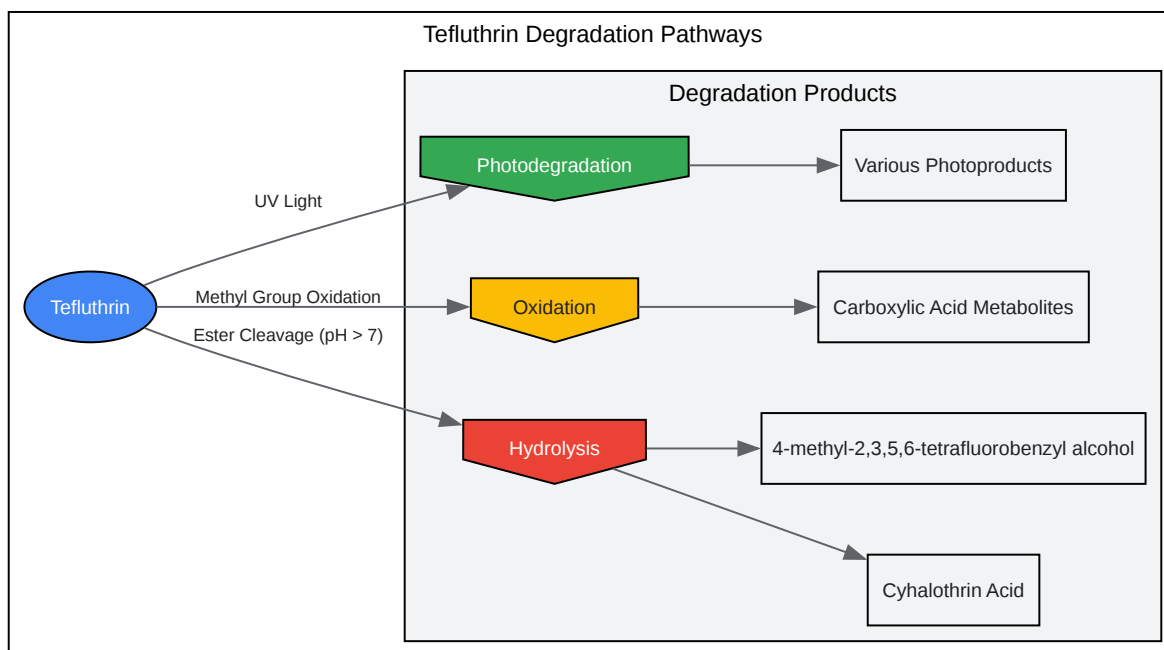 Tefluthrin Degradation Pathways
Degradation Products
Photodegradation
Various Photoproducts
UV Light
Tefluthrin
Methyl Group Oxidation
Oxidation
Carboxylic Acid Metabolites
Ester Cleavage (pH > 7)
Hydrolysis
4-methyl-2,3,5,6-tetrafluorobenzyl alcohol
Cyhalothrin Acid